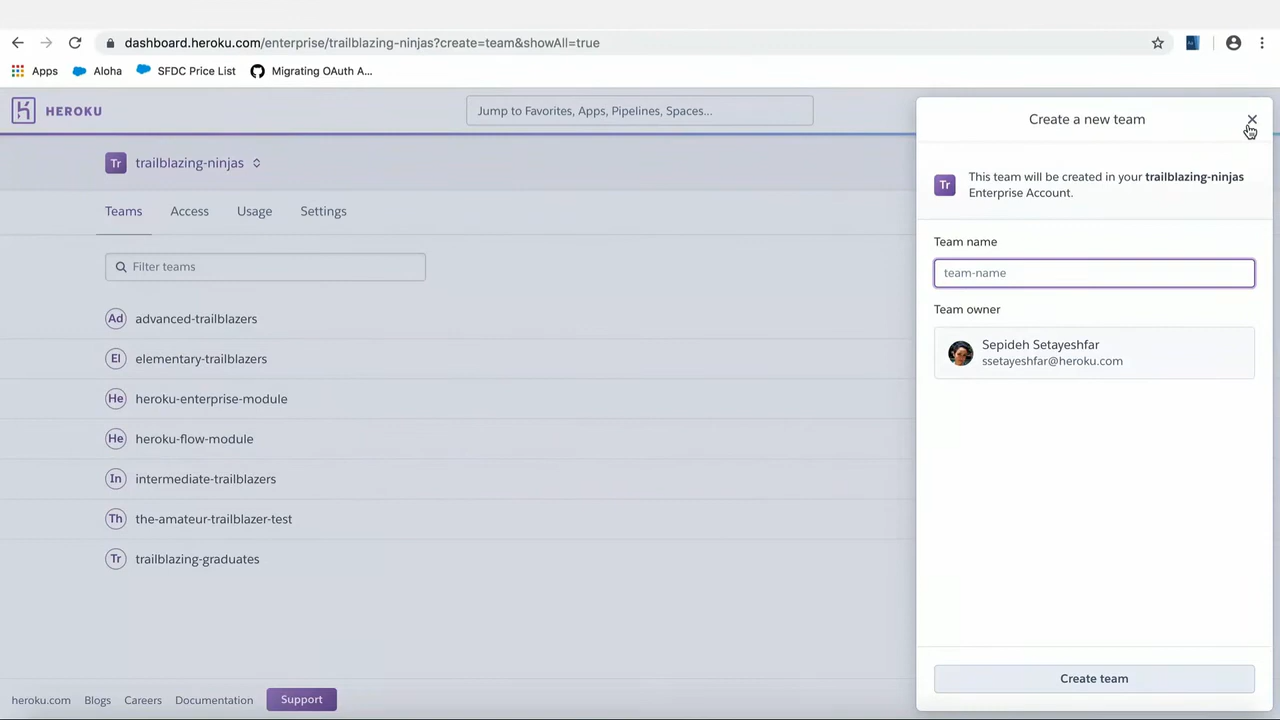 dashboard.heroku.com/enterprise/trailblazing-ninjas?create=team&showAll=true
Apps Aloha SFDC Price List Migrating OAuth A...
HEROKU
Jump to Favorites, Apps, Pipelines, Spaces...
Tr trailblazing-ninjas
Teams Access Usage Settings
Filter teams
Ad advanced-trailblazers
El elementary-trailblazers
He heroku-enterprise-module
He heroku-flow-module
In intermediate-trailblazers
Th the-amateur-trailblazer-test
Tr trailblazing-graduates
heroku.com Blogs Careers Documentation Support
Create a new team
Tr
This team will be created in your trailblazing-ninjas
Enterprise Account.
Team name
team-name
Team owner
Sepideh Setayeshfar
ssetayeshfar@heroku.com
Create team